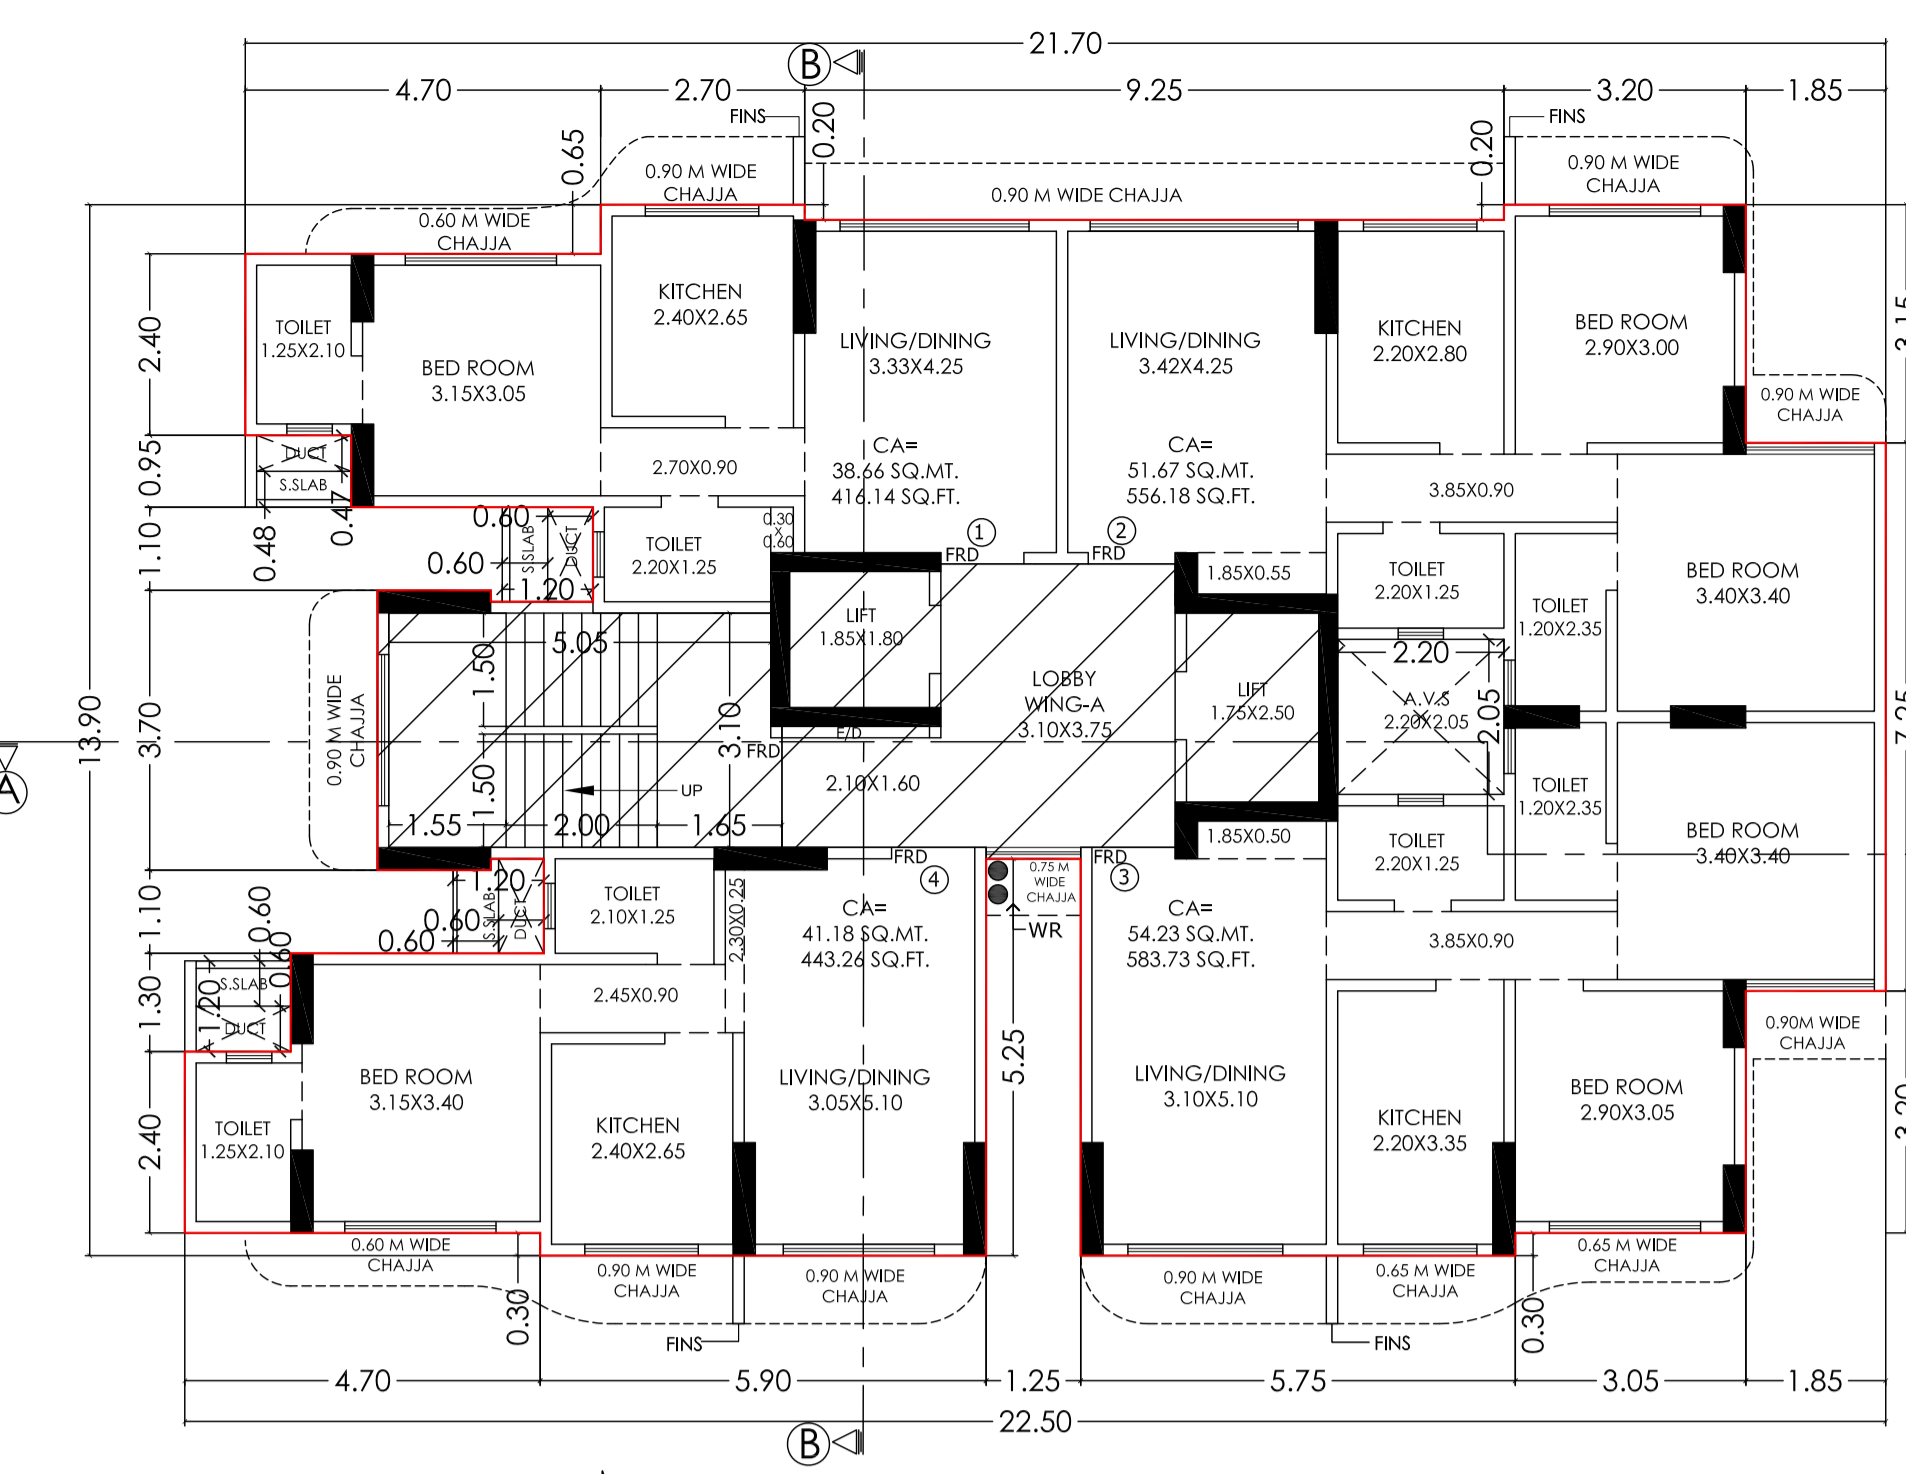 21.70
B
4.70
2.70
9.25
3.20
1.85
FINS
FINS
0.20
0.20
0.65
0.90 M WIDE
CHAJJA
0.90 M WIDE CHAJJA
0.90 M WIDE
CHAJJA
0.60 M WIDE
CHAJJA
KITCHEN
2.40X2.65
TOILET
1.25X2.10
BED ROOM
3.15X3.05
LIVING/DINING
3.33X4.25
LIVING/DINING
3.42X4.25
KITCHEN
2.20X2.80
BED ROOM
2.90X3.00
3.15
2.40
0.90 M WIDE
CHAJJA
CA=
38.66 SQ.MT.
416.14 SQ.FT.
CA=
51.67 SQ.MT.
556.18 SQ.FT.
0.95
DUCT
S.SLAB
2.70X0.90
3.85X0.90
0.48
0.47
1.10
0.60
0.60
S.SLAB
DUCT
1.20
TOILET
2.20X1.25
0.30
X
0.60
1
FRD
2
FRD
1.85X0.55
TOILET
2.20X1.25
TOILET
1.20X2.35
BED ROOM
3.40X3.40
LIFT
1.85X1.80
5.05
1.50
3.10
LOBBY
WING-A
3.10X3.75
LIFT
1.75X2.50
2.20
A.V.S
2.20X2.05
2.05
13.90
3.70
0.90 M WIDE
CHAJJA
A
FRD
E/D
2.10X1.60
UP
1.50
1.55
2.00
1.65
7.25
TOILET
1.20X2.35
BED ROOM
3.40X3.40
1.85X0.50
TOILET
2.20X1.25
FRD
4
FRD
3
0.75 M
WIDE
CHAJJA
WR
1.10
1.20
0.60
0.60
0.60
0.60
S.SLAB
DUCT
TOILET
2.10X1.25
2.30X0.25
CA=
41.18 SQ.MT.
443.26 SQ.FT.
CA=
54.23 SQ.MT.
583.73 SQ.FT.
3.85X0.90
1.30
1.20
S.SLAB
DUCT
2.45X0.90
0.90M WIDE
CHAJJA
5.25
2.40
TOILET
1.25X2.10
BED ROOM
3.15X3.40
KITCHEN
2.40X2.65
LIVING/DINING
3.05X5.10
LIVING/DINING
3.10X5.10
KITCHEN
2.20X3.35
BED ROOM
2.90X3.05
3.20
0.60 M WIDE
CHAJJA
0.90 M WIDE
CHAJJA
0.90 M WIDE
CHAJJA
0.90 M WIDE
CHAJJA
0.65 M WIDE
CHAJJA
0.65 M WIDE
CHAJJA
0.30
0.30
FINS
FINS
4.70
5.90
1.25
5.75
3.05
1.85
22.50
B